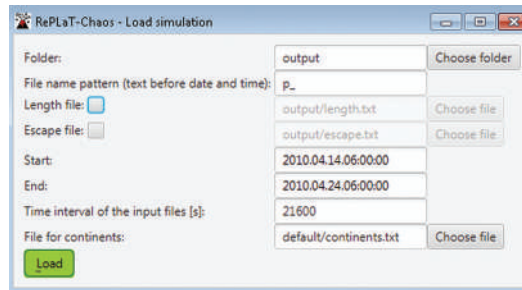 RePLaT-Chaos - Load simulation
Folder: output Choose folder
File name pattern (text before date and time): p_
Length file: output/length.txt Choose file
Escape file: output/escape.txt Choose file
Start: 2010.04.14.06:00:00
End: 2010.04.24.06:00:00
Time interval of the input files [s]: 21600
File for continents: default/continents.txt Choose file
Load